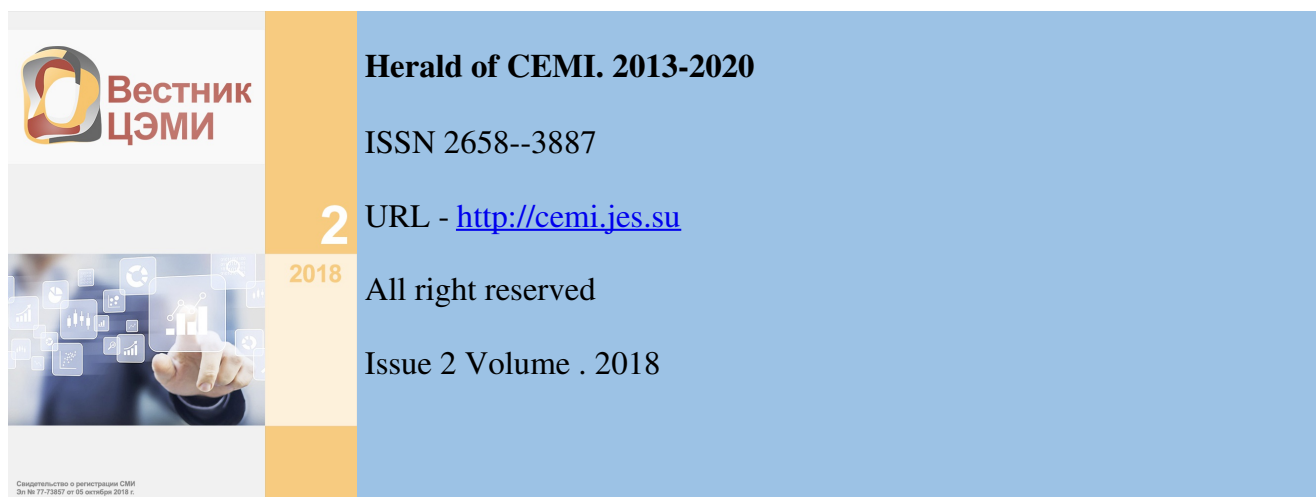 Вестник
ЦЭМИ
2
2018
Свидетельство о регистрации СМИ
Эл № 77-73857 от 05 октября 2018 г.
Herald of CEMI. 2013-2020
ISSN 2658--3887
URL - http://cemi.jes.su
All right reserved
Issue 2 Volume . 2018